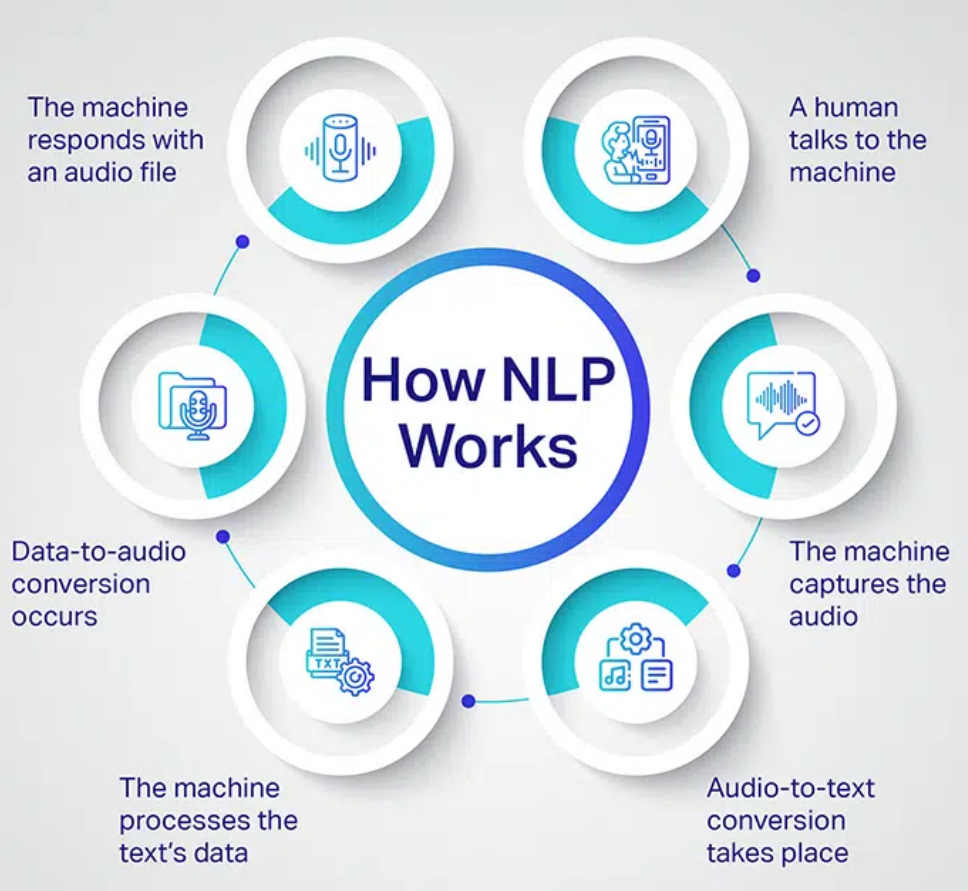 How NLP
Works
A human
talks to the
machine
The machine
captures the
audio
Audio-to-text
conversion
takes place
The machine
processes the
text's data
TXT
Data-to-audio
conversion
occurs
The machine
responds with
an audio file